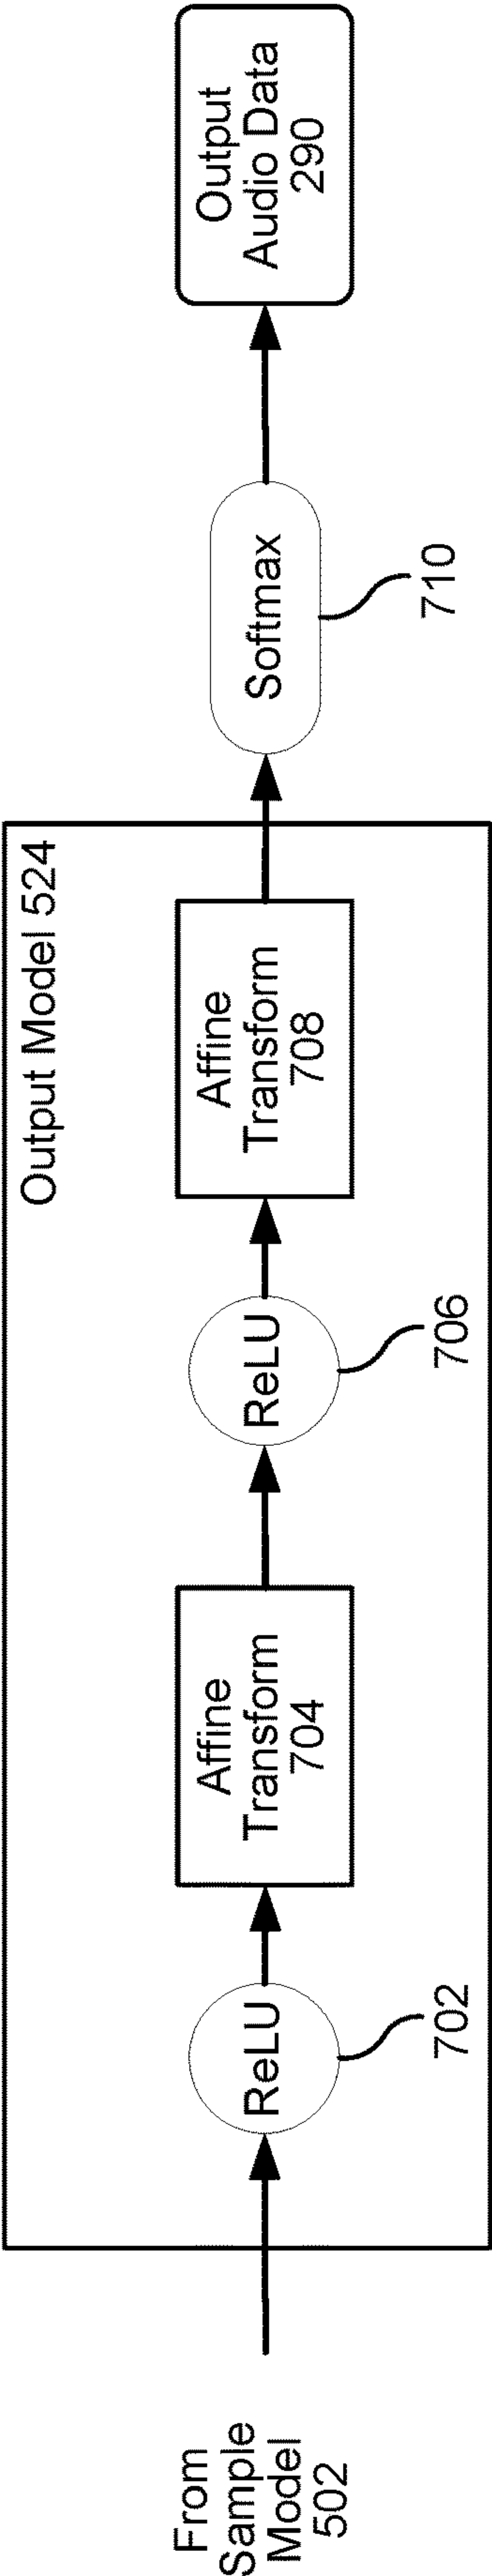 Output Model 524
From
Sample
Model
502
ReLU
702
Affine
Transform
704
ReLU
706
Affine
Transform
708
Softmax
710
Output
Audio Data
290